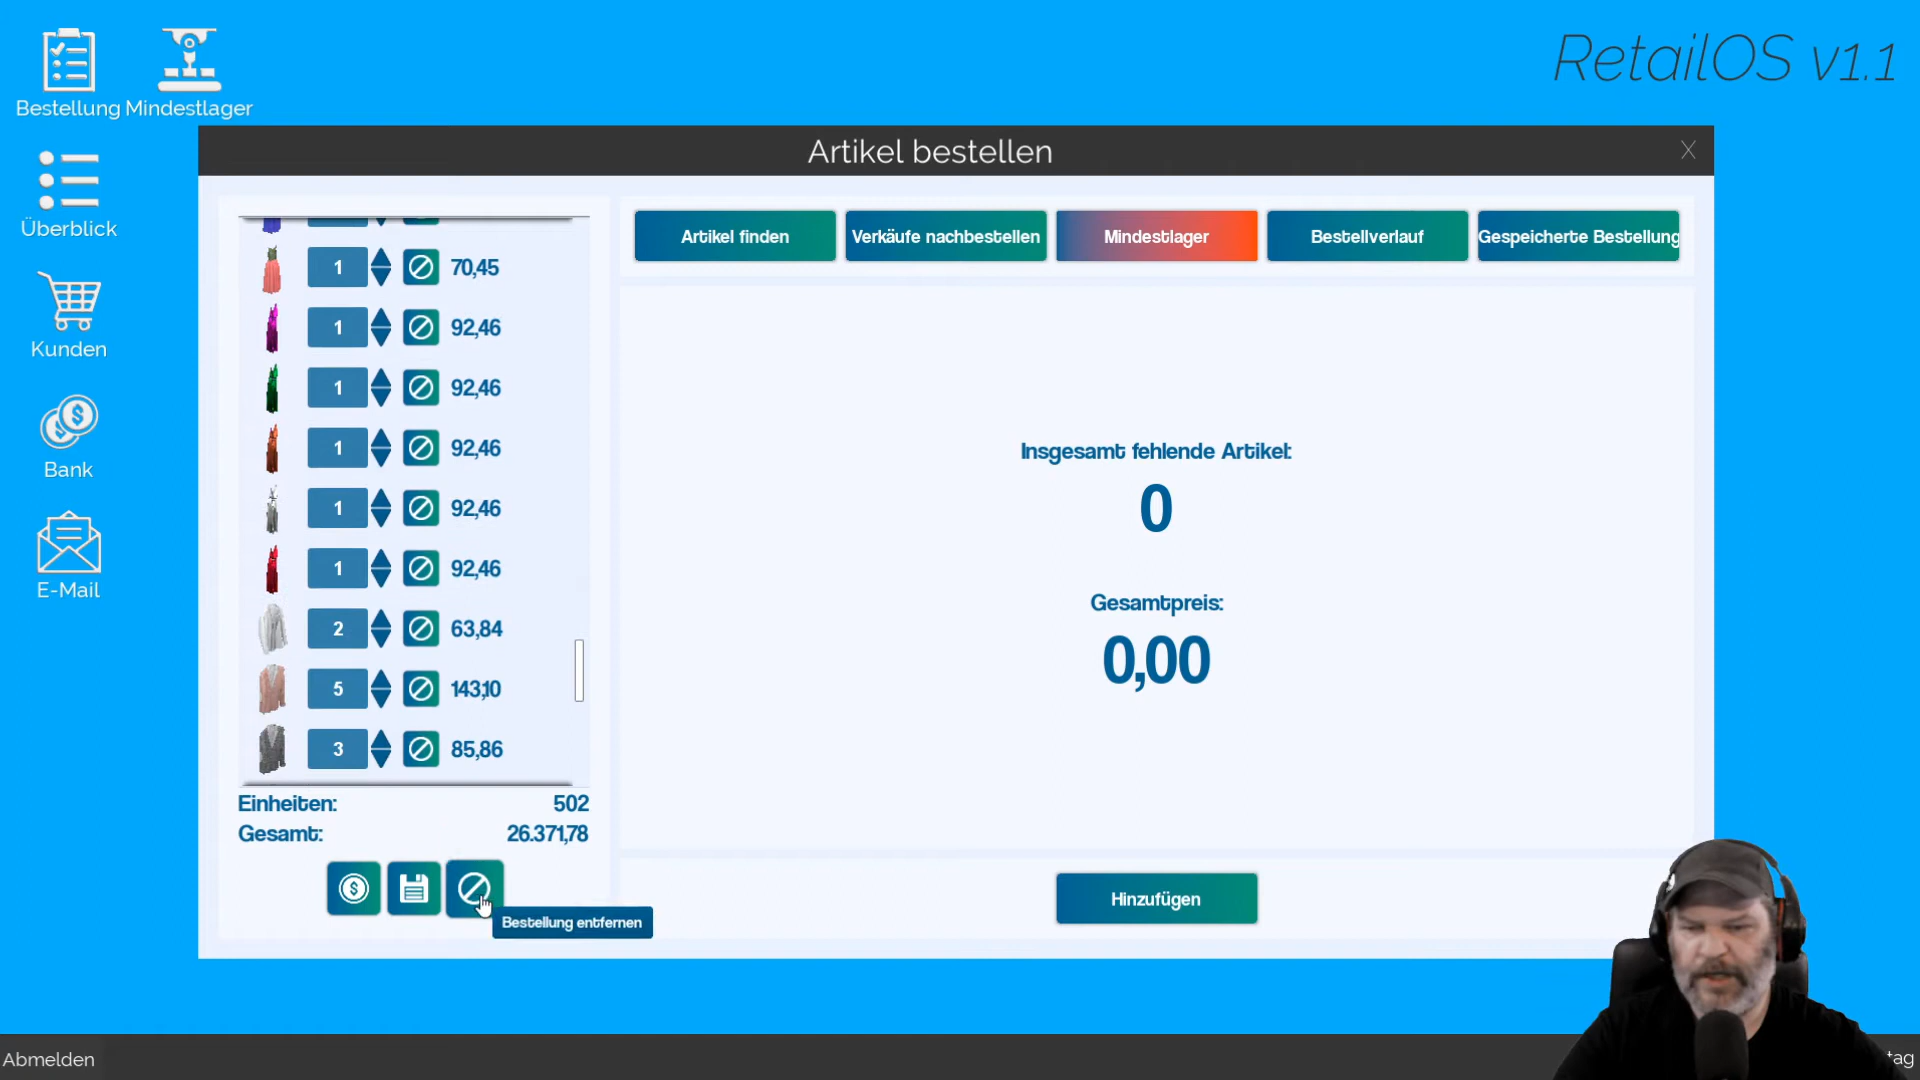 RetailOS v1.1
Bestellung
Mindestlager
Überblick
Kunden
Bank
E-Mail
Artikel bestellen
X
Artikel finden
Verkäufe nachbestellen
Mindestlager
Bestellverlauf
Gespeicherte Bestellung
1 70,45
1 92,46
1 92,46
1 92,46
1 92,46
1 92,46
2 63,84
5 143,10
3 85,86
Einheiten: 502
Gesamt: 26.371,78
Bestellung entfernen
Insgesamt fehlende Artikel:
0
Gesamtpreis:
0,00
Hinzufügen
Abmelden
tag